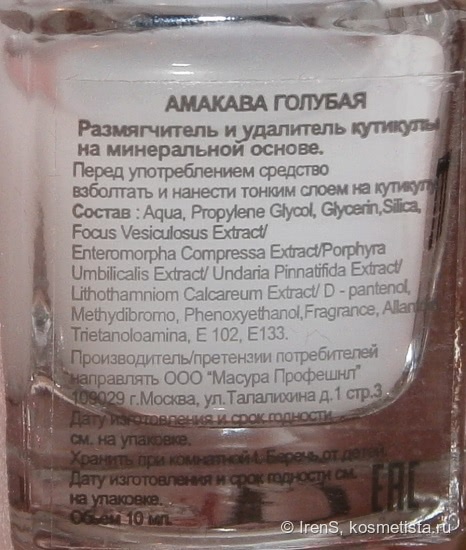 АМАКАВА ГОЛУБАЯ
Размягчитель и удалитель кутикулы
на минеральной основе.
Перед употреблением средство
взболтать и нанести тонким слоем на кутикулу
Состав : Aqua, Propylene Glycol, Glycerin,Silica,
Focus Vesiculosus Extract/
Enteromorpha Compressa Extract/Porphyra
Umbilicalis Extract/ Undaria Pinnatifida Extract/
Lithothamniom Calcareum Extract/ D - pantenol,
Methydibromo, Phenoxyethanol,Fragrance,
Trietanoloamina, E 102, E133.
Производитель/претензии потребителей
направлять ООО "Масура Профешнл"
109029 г.Москва, ул.Талалихина д.1 стр.3
Дату изготовления и срок годности
см. на упаковке.
Хранить при комнатной t. Беречь от детей.
Дату изготовления и срок годности см.
на упаковке.
Объем 10 мл.
EAC
© IrenS, kosmetista.ru